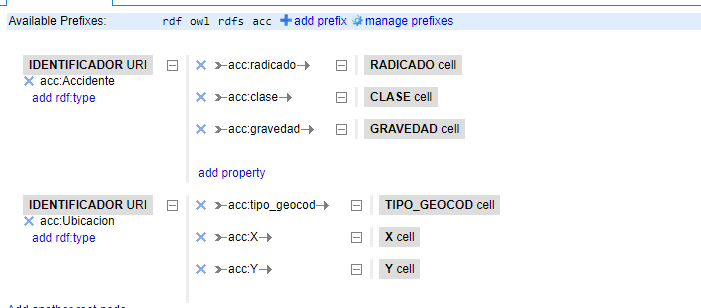 Available Prefixes: rdf owl rdfs acc add prefix manage prefixes
IDENTIFICADOR URI acc:radicado RADICADO cell
acc:Accidente
add rdf:type acc:clase CLASE cell
acc:gravedad GRAVEDAD cell
add property
IDENTIFICADOR URI acc:tipo_geocod TIPO_GEOCOD cell
acc:Ubicacion
add rdf:type acc:X X cell
acc:Y Y cell
Add another root node